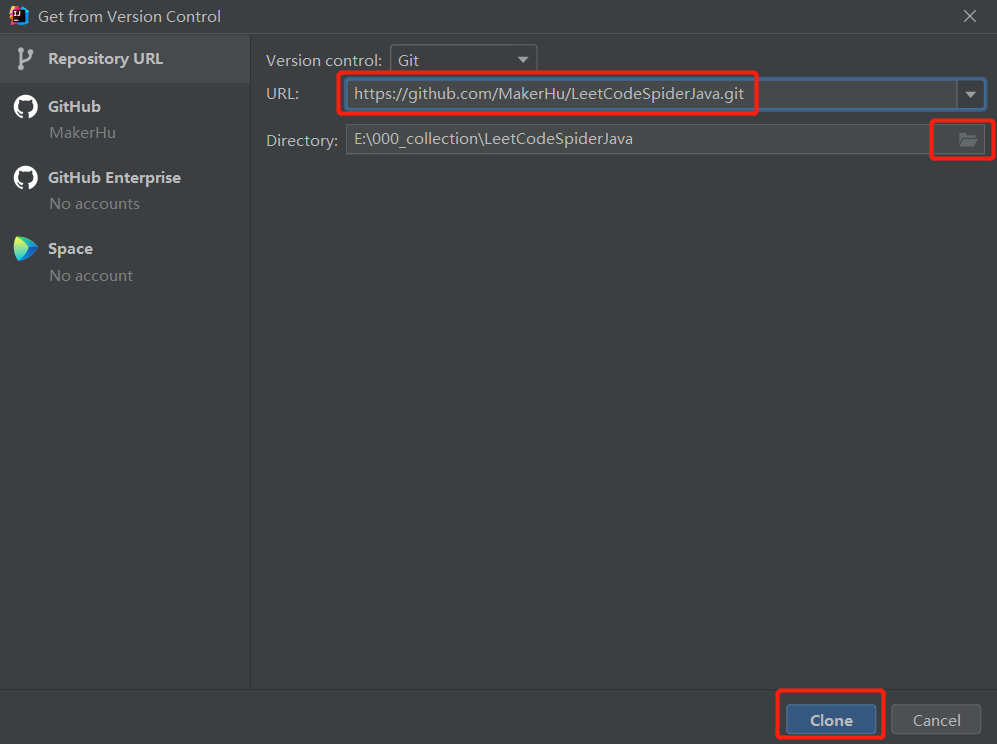 Get from Version Control
Repository URL
GitHub
MakerHu
GitHub Enterprise
No accounts
Space
No account
Version control: Git
URL: https://github.com/MakerHu/LeetCodeSpiderJava.git
Directory: E:\000_collection\LeetCodeSpiderJava
Clone Cancel